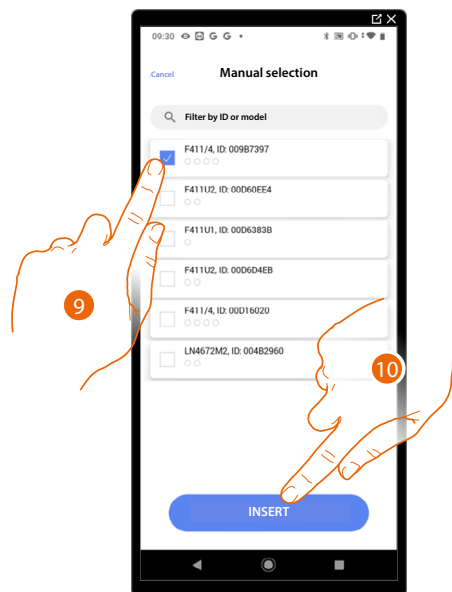 09:30 G G
Cancel Manual selection
Filter by ID or model
F411/4, ID: 009B7397
F411U2, ID: 00D60EE4
F411U1, ID: 00D6383B
F411U2, ID: 00D6D4EB
F411/4, ID: 00D16020
LN4672M2, ID: 004B2960
9
10
INSERT